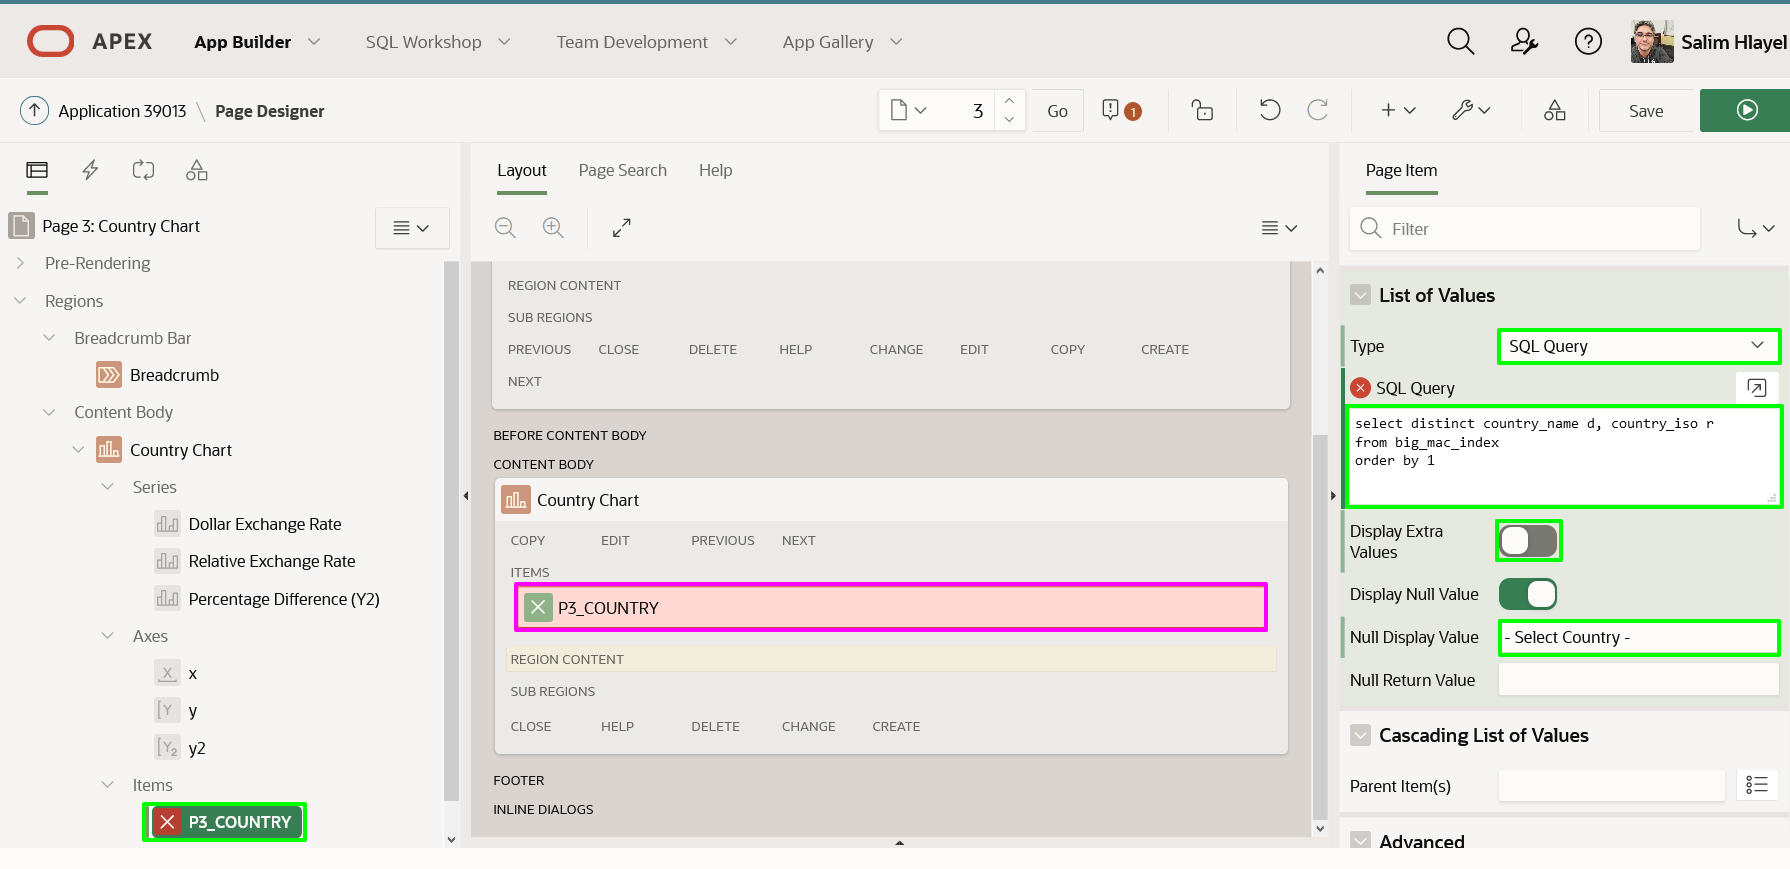 APEX App Builder SQL Workshop Team Development App Gallery Salim Hlayel
Application 39013 \ Page Designer 3 Go 1 Save
Page 3: Country Chart
Pre-Rendering
Regions
Breadcrumb Bar
Breadcrumb
Content Body
Country Chart
Series
Dollar Exchange Rate
Relative Exchange Rate
Percentage Difference (Y2)
Axes
x
y
y2
Items
P3_COUNTRY
Layout Page Search Help
REGION CONTENT
SUB REGIONS
PREVIOUS CLOSE DELETE HELP CHANGE EDIT COPY CREATE
NEXT
BEFORE CONTENT BODY
CONTENT BODY
Country Chart
COPY EDIT PREVIOUS NEXT
ITEMS
P3_COUNTRY
REGION CONTENT
SUB REGIONS
CLOSE HELP DELETE CHANGE CREATE
FOOTER
INLINE DIALOGS
Page Item
Filter
List of Values
Type SQL Query
SQL Query
select distinct country_name d, country_iso r
from big_mac_index
order by 1
Display Extra
Values
Display Null Value
Null Display Value - Select Country -
Null Return Value
Cascading List of Values
Parent Item(s)
Advanced